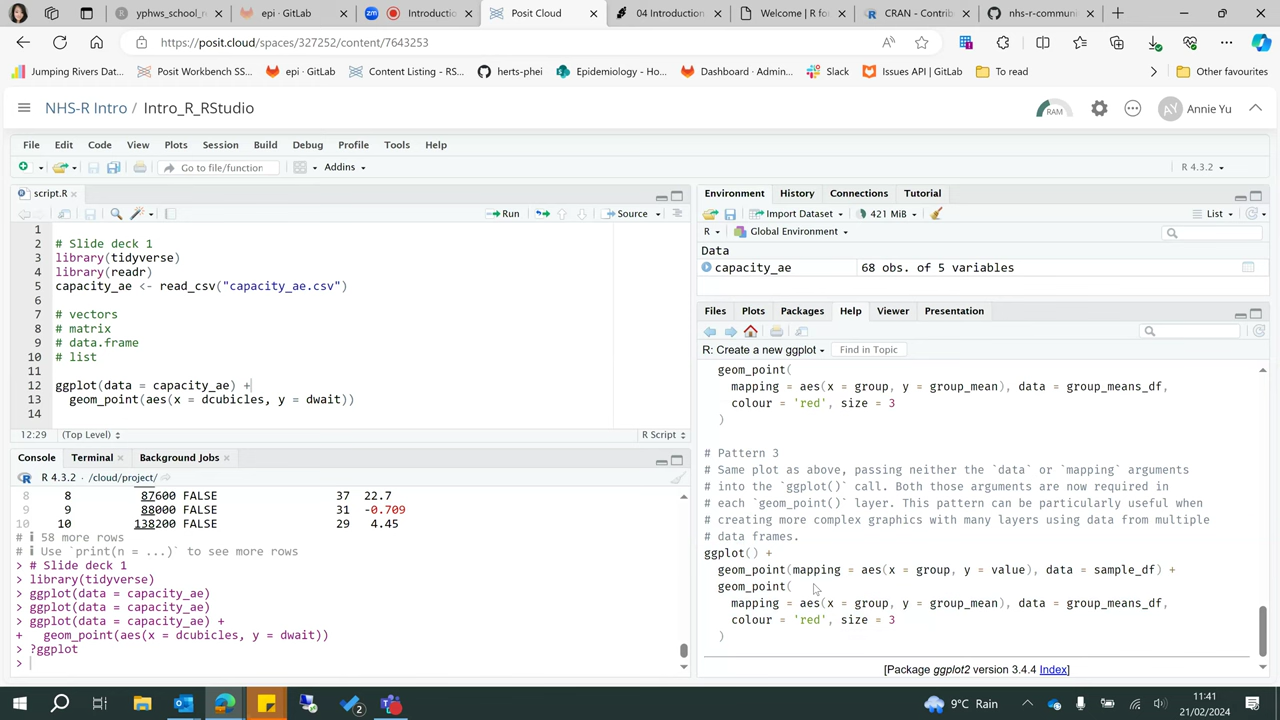 yphws_school_r
epi · GitLab
Introductio
Posit Cloud
04 Introduction
Welcome | R fou
CRAN - Contrib
nhs-r-communi
https://posit.cloud/spaces/327252/content/7643253
Jumping Rivers Dat...
Posit Workbench SS...
epi · GitLab
Content Listing - RS...
herts-phei
Epidemiology - Ho...
Dashboard · Admin...
Slack
Issues API | GitLab
To read
Other favourites
NHS-R Intro / Intro_R_RStudio
RAM
AY
Annie Yu
File Edit Code View Plots Session Build Debug Profile Tools Help
Go to file/function
Addins
R 4.3.2
script.R
Run
Source
1
2 # Slide deck 1
3 library(tidyverse)
4 library(readr)
5 capacity_ae <- read_csv("capacity_ae.csv")
6
7 # vectors
8 # matrix
9 # data.frame
10 # list
11
12 ggplot(data = capacity_ae) +
13 geom_point(aes(x = dcubicles, y = dwait))
14
12:29 (Top Level) R Script
Console Terminal Background Jobs
R 4.3.2 · /cloud/project/
8 8 87600 FALSE 37 22.7
9 9 88000 FALSE 31 -0.709
10 10 138200 FALSE 29 4.45
# ℹ 58 more rows
# ℹ Use `print(n = ...)` to see more rows
> # Slide deck 1
> library(tidyverse)
> ggplot(data = capacity_ae)
> ggplot(data = capacity_ae)
> ggplot(data = capacity_ae) +
+ geom_point(aes(x = dcubicles, y = dwait))
> ?ggplot
>
Environment History Connections Tutorial
Import Dataset
421 MiB
List
R
Global Environment
Data
capacity_ae 68 obs. of 5 variables
Files Plots Packages Help Viewer Presentation
R: Create a new ggplot
Find in Topic
geom_point(
mapping = aes(x = group, y = group_mean), data = group_means_df,
colour = 'red', size = 3
)
# Pattern 3
# Same plot as above, passing neither the `data` or `mapping` arguments
# into the `ggplot()` call. Both those arguments are now required in
# each `geom_point()` layer. This pattern can be particularly useful when
# creating more complex graphics with many layers using data from multiple
# data frames.
ggplot() +
geom_point(mapping = aes(x = group, y = value), data = sample_df) +
geom_point(
mapping = aes(x = group, y = group_mean), data = group_means_df,
colour = 'red', size = 3
)
[Package ggplot2 version 3.4.4 Index]
2
9°C Rain
11:41
21/02/2024